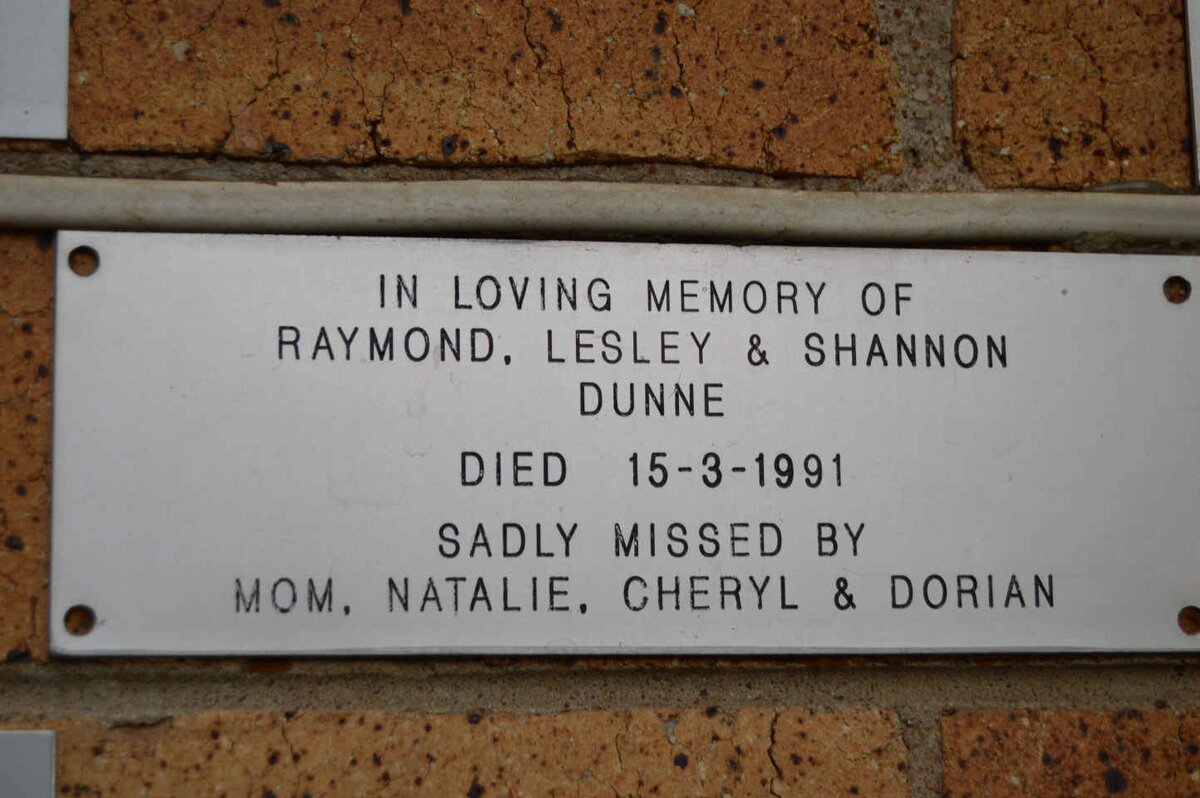 IN LOVING MEMORY OF
RAYMOND, LESLEY & SHANNON
DUNNE
DIED 15-3-1991
SADLY MISSED BY
MOM, NATALIE, CHERYL & DORIAN